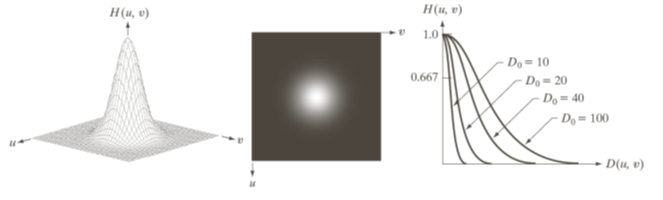 H(u, v)
u
v
v
u
H(u, v)
1.0
0.667
D₀ = 10
D₀ = 20
D₀ = 40
D₀ = 100
D(u, v)